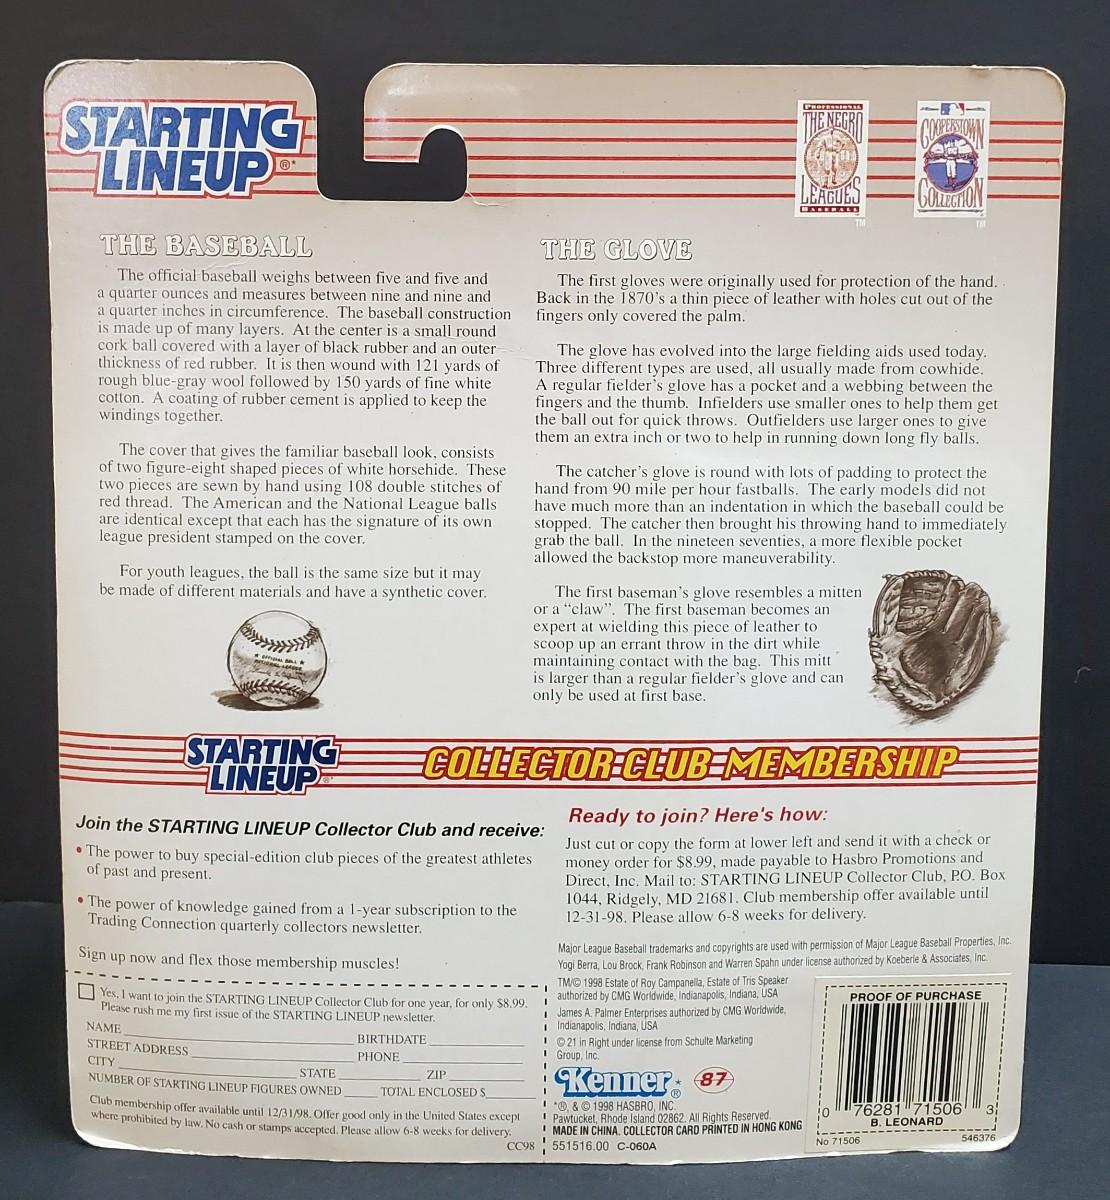 STARTING
LINEUP®*
PROFESSIONAL
THE NEGRO
LEAGUES
BASEBALL
TM
COOPERSTOWN
COLLECTION
TM
THE BASEBALL
The official baseball weighs between five and five and
a quarter ounces and measures between nine and nine and
a quarter inches in circumference. The baseball construction
is made up of many layers. At the center is a small round
cork ball covered with a layer of black rubber and an outer
thickness of red rubber. It is then wound with 121 yards of
rough blue-gray wool followed by 150 yards of fine white
cotton. A coating of rubber cement is applied to keep the
windings together.
The cover that gives the familiar baseball look, consists
of two figure-eight shaped pieces of white horsehide. These
two pieces are sewn by hand using 108 double stitches of
red thread. The American and the National League balls
are identical except that each has the signature of its own
league president stamped on the cover.
For youth leagues, the ball is the same size but it may
be made of different materials and have a synthetic cover.
OFFICIAL BALL
NATIONAL LEAGUE
THE GLOVE
The first gloves were originally used for protection of the hand.
Back in the 1870's a thin piece of leather with holes cut out of the
fingers only covered the palm.
The glove has evolved into the large fielding aids used today.
Three different types are used, all usually made from cowhide.
A regular fielder's glove has a pocket and a webbing between the
fingers and the thumb. Infielders use smaller ones to help them get
the ball out for quick throws. Outfielders use larger ones to give
them an extra inch or two to help in running down long fly balls.
The catcher's glove is round with lots of padding to protect the
hand from 90 mile per hour fastballs. The early models did not
have much more than an indentation in which the baseball could be
stopped. The catcher then brought his throwing hand to immediately
grab the ball. In the nineteen seventies, a more flexible pocket
allowed the backstop more maneuverability.
The first baseman's glove resembles a mitten
or a "claw". The first baseman becomes an
expert at wielding this piece of leather to
scoop up an errant throw in the dirt while
maintaining contact with the bag. This mitt
is larger than a regular fielder's glove and can
only be used at first base.
STARTING
LINEUP®
COLLECTOR CLUB MEMBERSHIP
Join the STARTING LINEUP Collector Club and receive:
• The power to buy special-edition club pieces of the greatest athletes
of past and present.
• The power of knowledge gained from a 1-year subscription to the
Trading Connection quarterly collectors newsletter.
Sign up now and flex those membership muscles!
Yes, I want to join the STARTING LINEUP Collector Club for one year, for only $8.99.
Please rush me my first issue of the STARTING LINEUP newsletter.
NAME
BIRTHDATE
STREET ADDRESS
PHONE
CITY
STATE
ZIP
NUMBER OF STARTING LINEUP FIGURES OWNED
TOTAL ENCLOSED $
Club membership offer available until 12/31/98. Offer good only in the United States except
where prohibited by law. No cash or stamps accepted. Please allow 6-8 weeks for delivery.
CC98
Ready to join? Here's how:
Just cut or copy the form at lower left and send it with a check or
money order for $8.99, made payable to Hasbro Promotions and
Direct, Inc. Mail to: STARTING LINEUP Collector Club, P.O. Box
1044, Ridgely, MD 21681. Club membership offer available until
12-31-98. Please allow 6-8 weeks for delivery.
Major League Baseball trademarks and copyrights are used with permission of Major League Baseball Properties, Inc.
Yogi Berra, Lou Brock, Frank Robinson and Warren Spahn under license authorized by Koeberle & Associates, Inc.
TM/© 1998 Estate of Roy Campanella, Estate of Tris Speaker
authorized by CMG Worldwide, Indianapolis, Indiana, USA
James A. Palmer Enterprises authorized by CMG Worldwide,
Indianapolis, Indiana, USA
© 21 in Right under license from Schulte Marketing
Group, Inc.
Kenner®* 87
*®, & © 1998 HASBRO, INC.
Pawtucket, Rhode Island 02862. All Rights Reserved.
MADE IN CHINA. COLLECTOR CARD PRINTED IN HONG KONG
551516.00 C-060A
PROOF OF PURCHASE
0 76281 71506 3
B. LEONARD
No 71506
546376